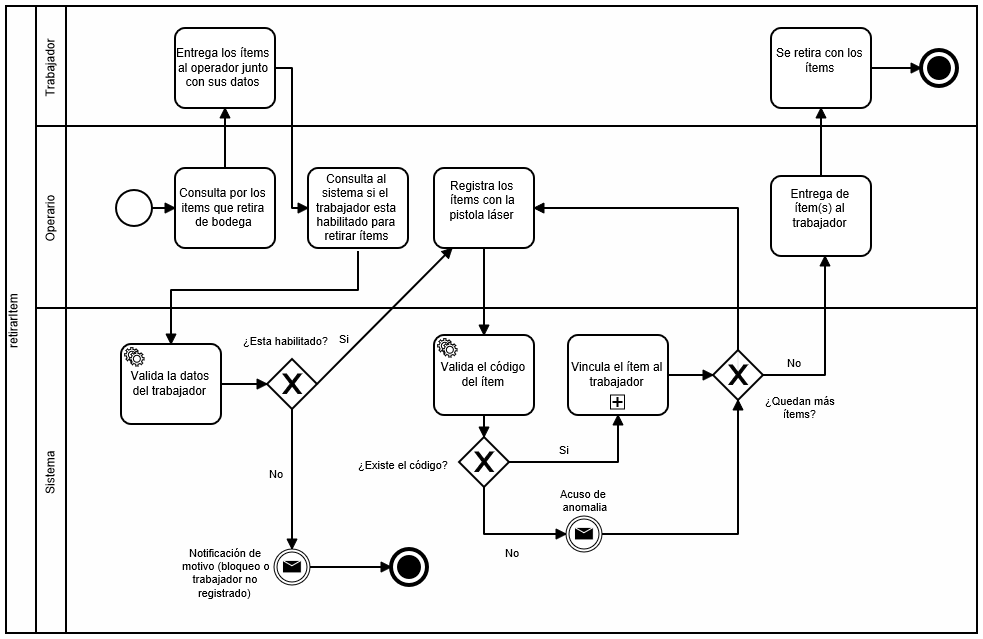 retirarItem
Trabajador
Entrega los ítems
al operador junto
con sus datos
Se retira con los
ítems
Operario
Consulta por los
items que retira
de bodega
Consulta al
sistema si el
trabajador esta
habilitado para
retirar ítems
Registra los
ítems con la
pistola láser
Entrega de
ítem(s) al
trabajador
Sistema
Valida la datos
del trabajador
¿Esta habilitado?
Si
No
Notificación de
motivo (bloqueo o
trabajador no
registrado)
Valida el código
del ítem
¿Existe el código?
Si
No
Vincula el ítem al
trabajador
Acuso de
anomalia
No
¿Quedan más
ítems?